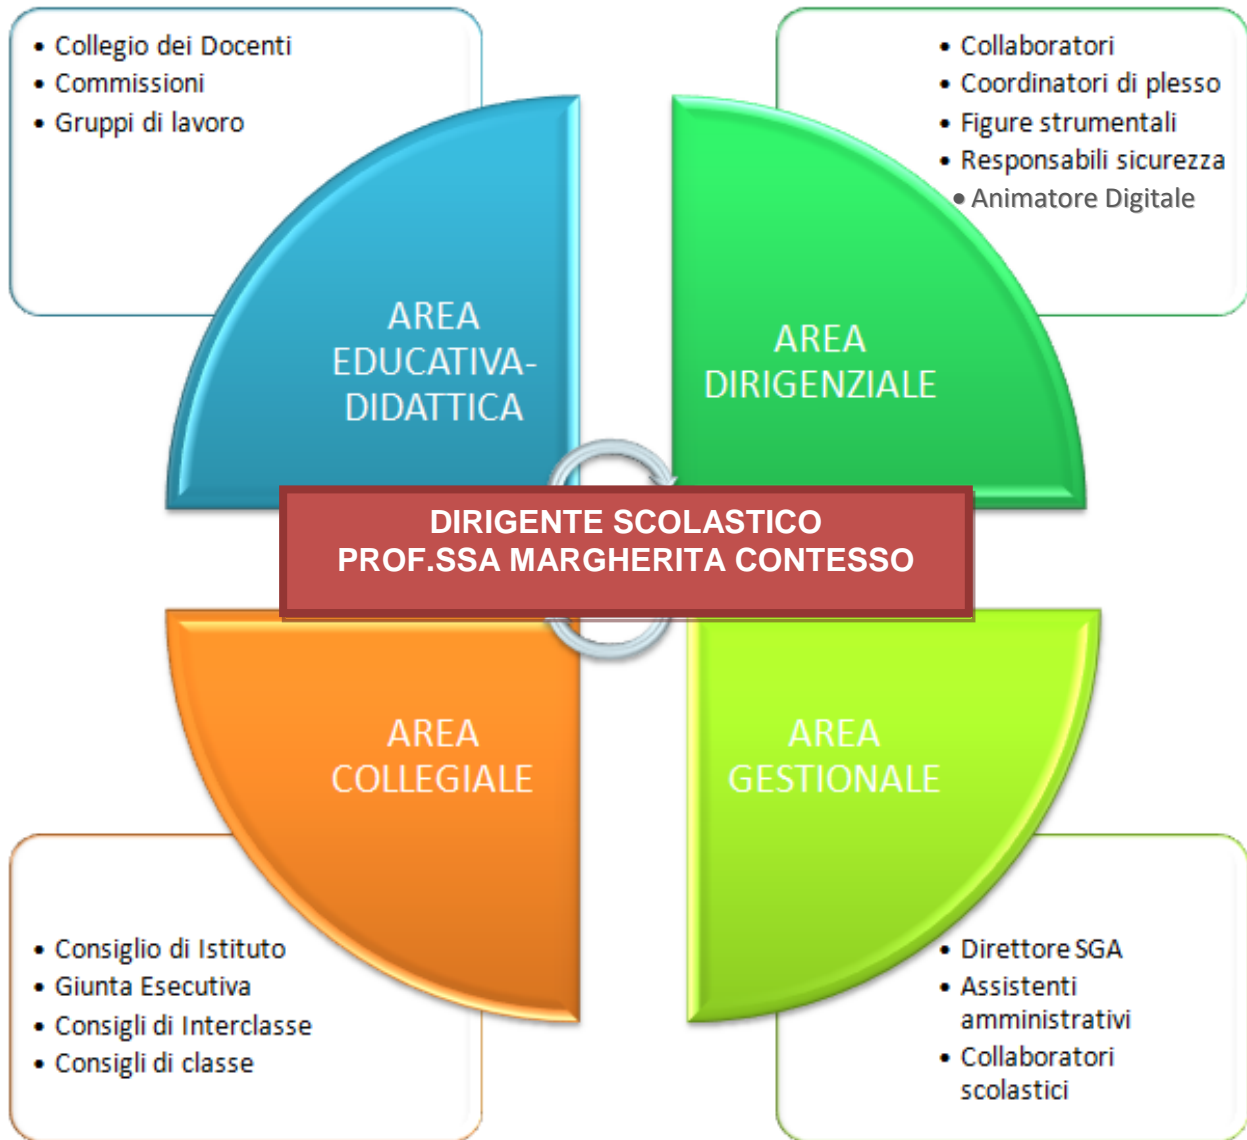 • Collegio dei Docenti
• Commissioni
• Gruppi di lavoro
• Collaboratori
• Coordinatori di plesso
• Figure strumentali
• Responsabili sicurezza
• Animatore Digitale
AREA
EDUCATIVA-
DIDATTICA
AREA
DIRIGENZIALE
DIRIGENTE SCOLASTICO
PROF.SSA MARGHERITA CONTESSO
AREA
COLLEGIALE
AREA
GESTIONALE
• Consiglio di Istituto
• Giunta Esecutiva
• Consigli di Interclasse
• Consigli di classe
• Direttore SGA
• Assistenti
amministrativi
• Collaboratori
scolastici